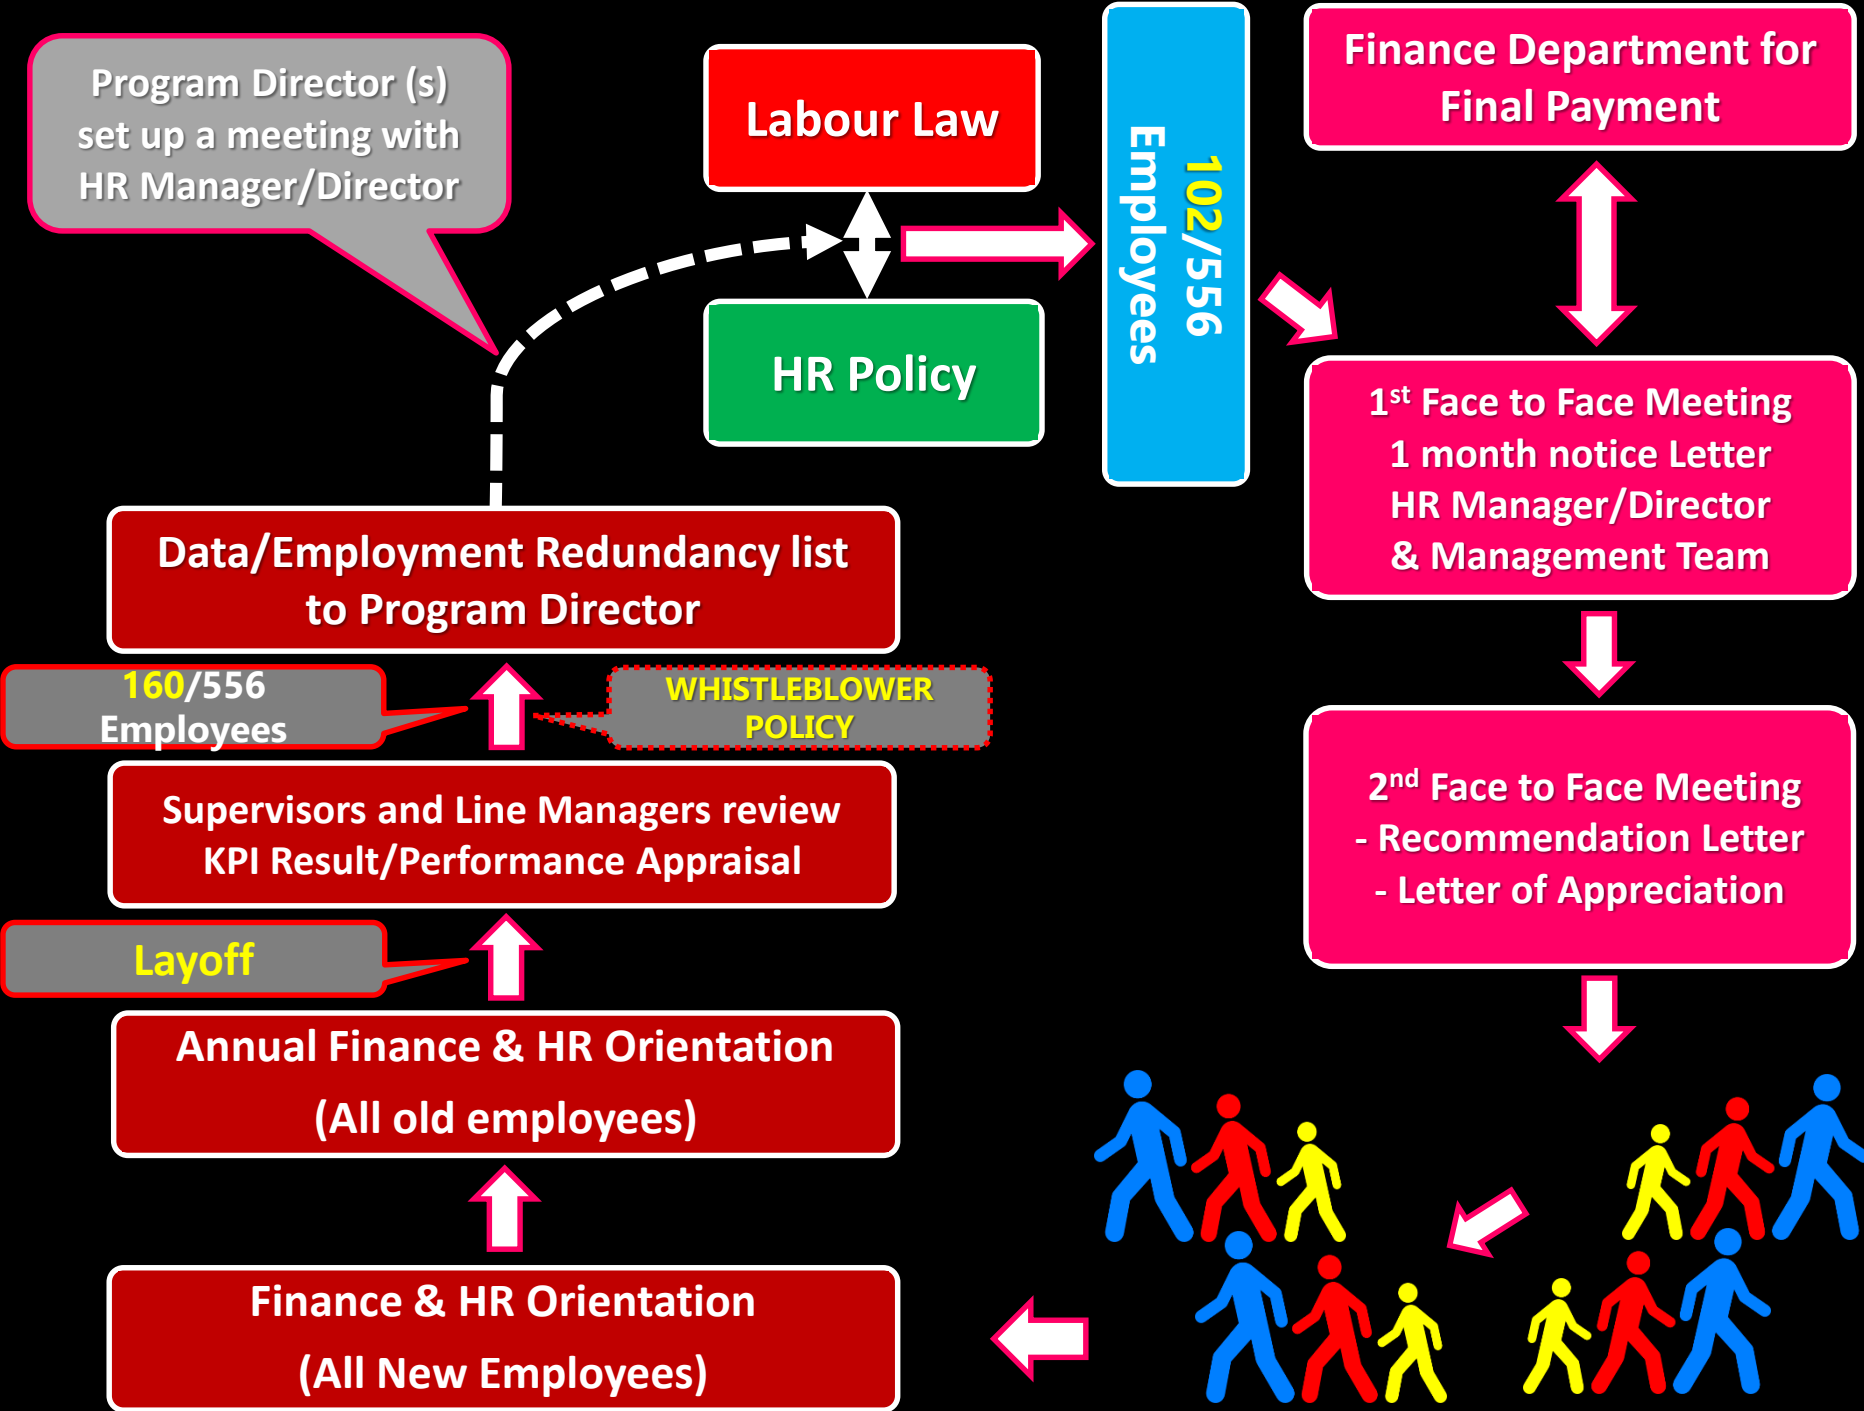 Program Director (s)
set up a meeting with
HR Manager/Director
Labour Law
HR Policy
102/556
Employees
Finance Department for
Final Payment
1st Face to Face Meeting
1 month notice Letter
HR Manager/Director
& Management Team
2nd Face to Face Meeting
- Recommendation Letter
- Letter of Appreciation
Data/Employment Redundancy list
to Program Director
160/556
Employees
WHISTLEBLOWER
POLICY
Supervisors and Line Managers review
KPI Result/Performance Appraisal
Layoff
Annual Finance & HR Orientation
(All old employees)
Finance & HR Orientation
(All New Employees)